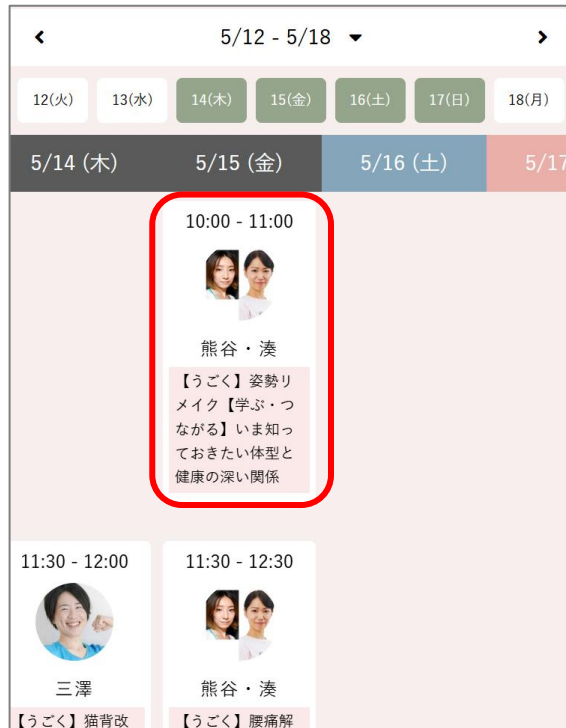 5/12 - 5/18
12(火) 13(水) 14(木) 15(金) 16(土) 17(日) 18(月)
5/14 (木) 5/15 (金) 5/16 (土) 5/17
10:00 - 11:00
熊谷・湊
【うごく】姿勢リ
メイク【学ぶ・つ
ながる】いま知っ
ておきたい体型と
健康の深い関係
11:30 - 12:00 11:30 - 12:30
三澤 熊谷・湊
【うごく】猫背改 【うごく】腰痛解